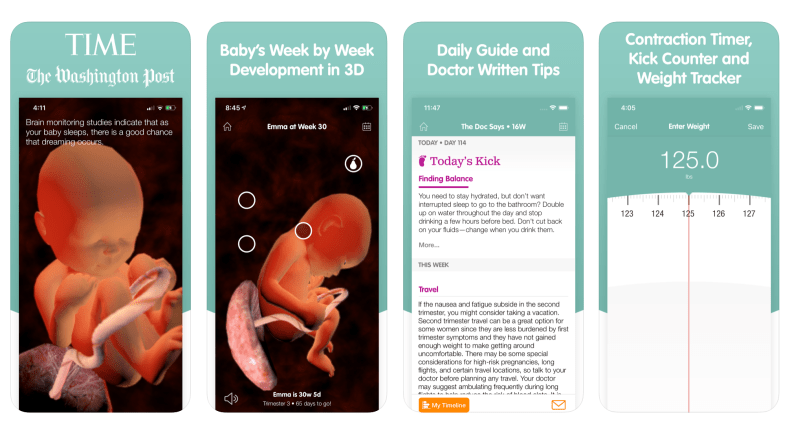 TIME
The Washington Post
4:11
Brain monitoring studies indicate that as
your baby sleeps, there is a good chance
that dreaming occurs.
Baby's Week by Week
Development in 3D
8:45
Emma at Week 30
Emma is 30w 5d
Trimester 3 • 65 days to go!
Daily Guide and
Doctor Written Tips
11:47
The Doc Says • 16W
TODAY • DAY 114
Today's Kick
Finding Balance
You need to stay hydrated, but don't want
interrupted sleep to go to the bathroom? Double
up on water throughout the day and stop
drinking a few hours before bed. Don't cut back
on your fluids—change when you drink them.
More...
THIS WEEK
Travel
If the nausea and fatigue subside in the second
trimester, you might consider taking a vacation.
Second trimester travel can be a great option for
some women since they are less burdened by first
trimester symptoms and they have not gained
enough weight to make getting around
uncomfortable. There may be some special
considerations for high-risk pregnancies, long
flights, and certain travel locations, so talk to your
doctor before planning any travel. Your doctor
may suggest ambulating frequently during long
My Timeline
Contraction Timer,
Kick Counter and
Weight Tracker
4:05
Cancel Enter Weight Save
125.0
lbs
123 124 125 126 127